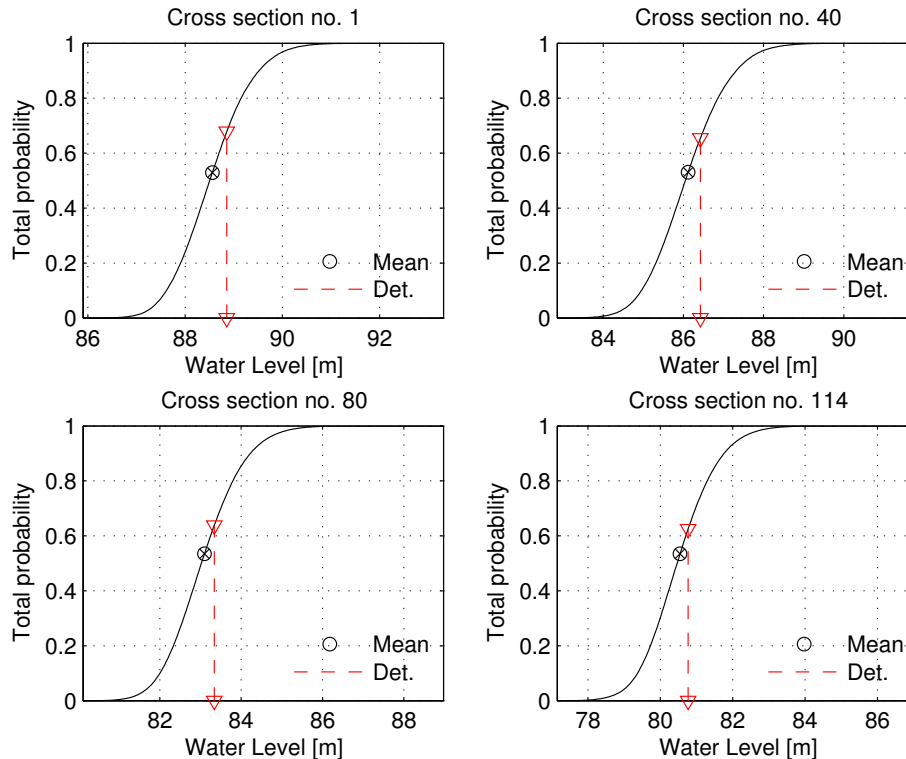 Cross section no. 1
Total probability
1
0.8
0.6
0.4
0.2
0
86 88 90 92
Water Level [m]
Mean
Det.
Cross section no. 40
Total probability
1
0.8
0.6
0.4
0.2
0
84 86 88 90
Water Level [m]
Mean
Det.
Cross section no. 80
Total probability
1
0.8
0.6
0.4
0.2
0
82 84 86 88
Water Level [m]
Mean
Det.
Cross section no. 114
Total probability
1
0.8
0.6
0.4
0.2
0
78 80 82 84 86
Water Level [m]
Mean
Det.